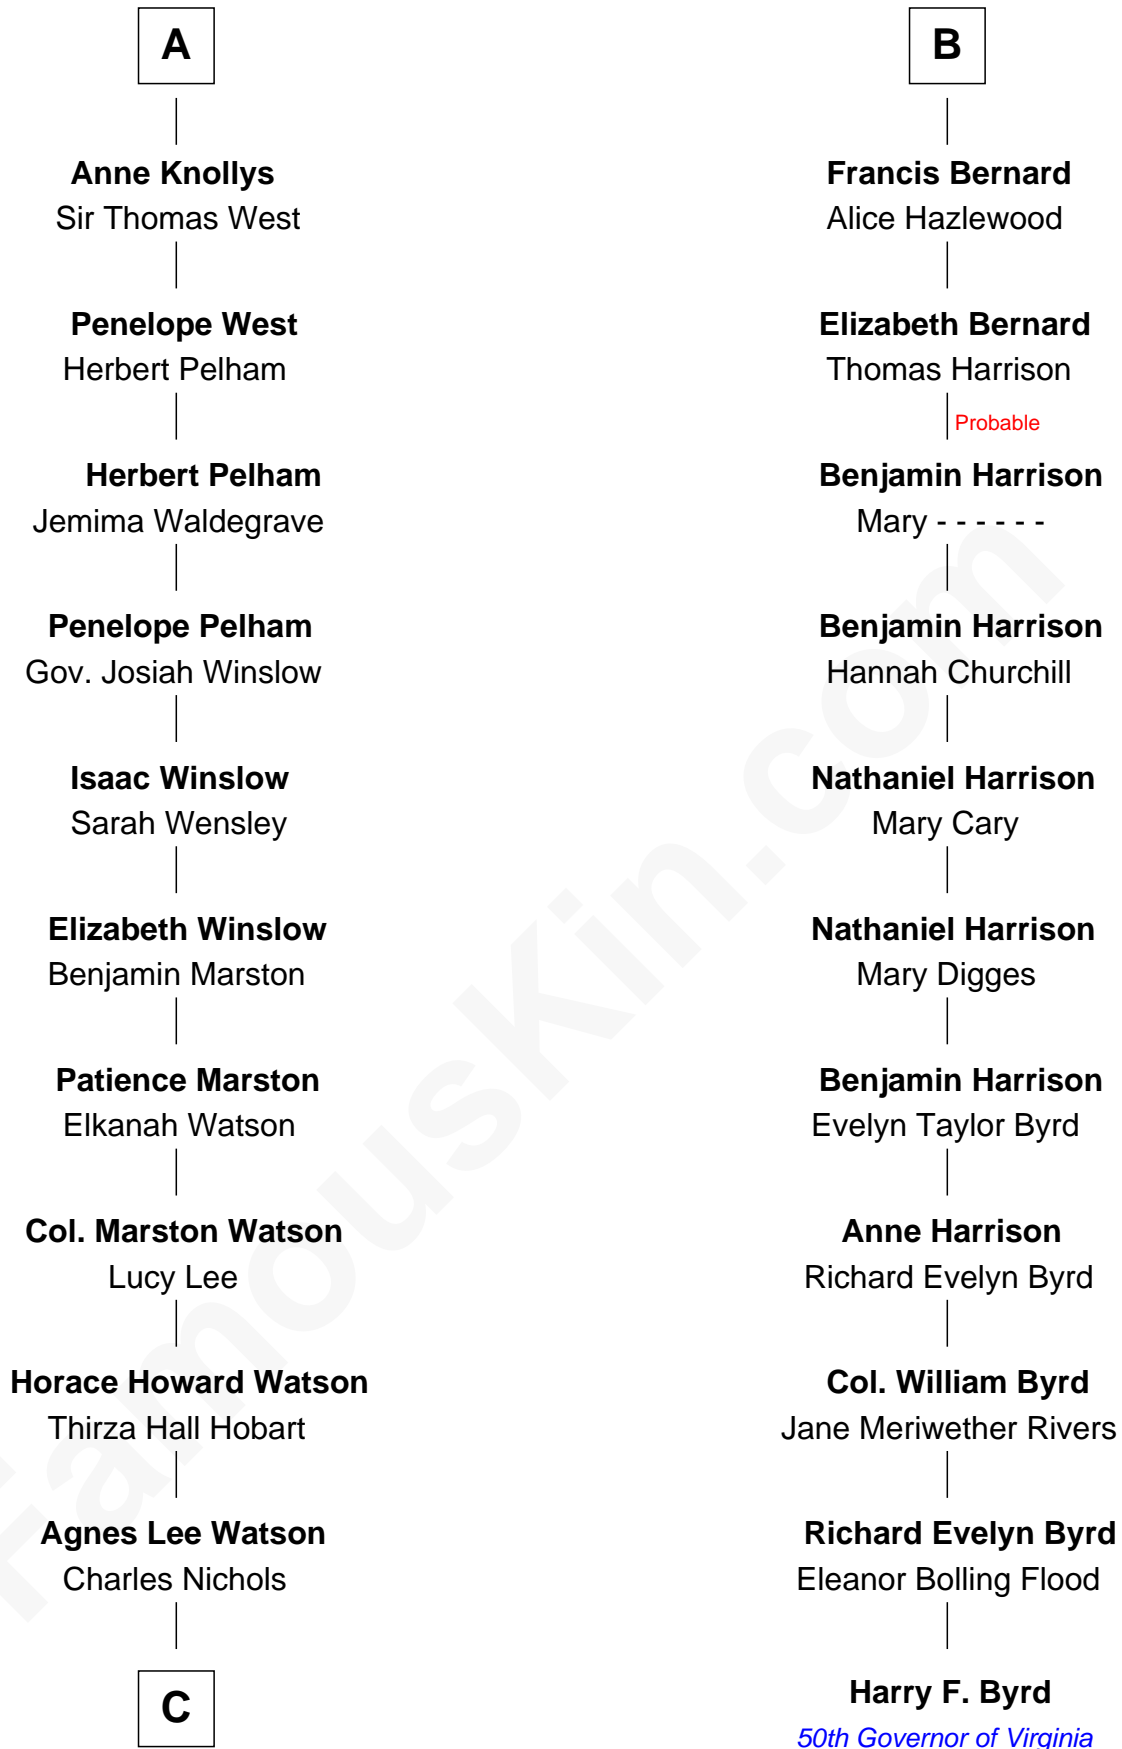 A
Anne Knollys
Sir Thomas West
Penelope West
Herbert Pelham
Herbert Pelham
Jemima Waldegrave
Penelope Pelham
Gov. Josiah Winslow
Isaac Winslow
Sarah Wensley
Elizabeth Winslow
Benjamin Marston
Patience Marston
Elkanah Watson
Col. Marston Watson
Lucy Lee
Horace Howard Watson
Thirza Hall Hobart
Agnes Lee Watson
Charles Nichols
C
B
Francis Bernard
Alice Hazlewood
Elizabeth Bernard
Thomas Harrison
Probable
Benjamin Harrison
Mary - - - - - -
Benjamin Harrison
Hannah Churchill
Nathaniel Harrison
Mary Cary
Nathaniel Harrison
Mary Digges
Benjamin Harrison
Evelyn Taylor Byrd
Anne Harrison
Richard Evelyn Byrd
Col. William Byrd
Jane Meriwether Rivers
Richard Evelyn Byrd
Eleanor Bolling Flood
Harry F. Byrd
50th Governor of Virginia
FamousKin.com